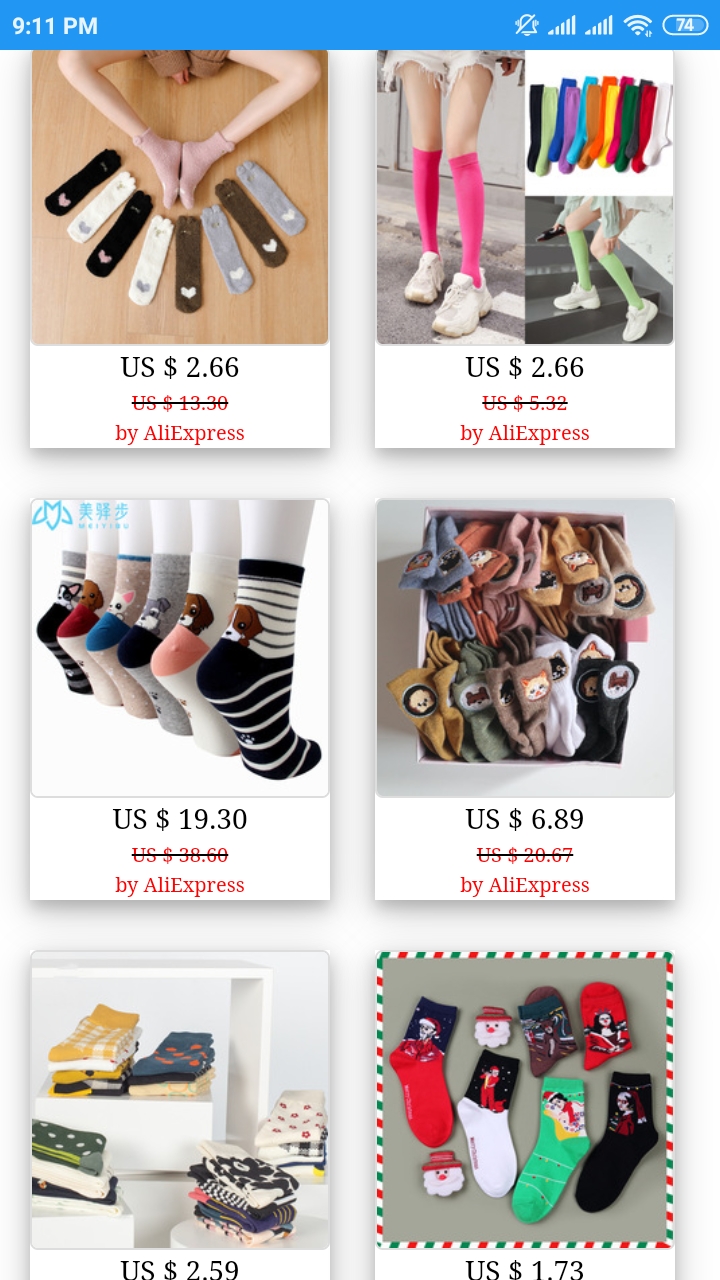 9:11 PM
74
US $ 2.66
US $ 13.30
by AliExpress
US $ 2.66
US $ 5.32
by AliExpress
美驿步
MEIYIBU
US $ 19.30
US $ 38.60
by AliExpress
US $ 6.89
US $ 20.67
by AliExpress
US $ 2.59
US $ 1.73